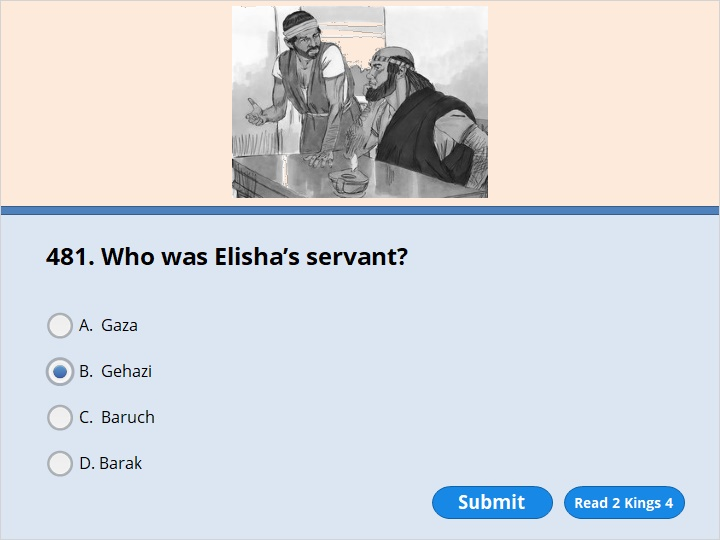 481. Who was Elisha’s servant?
A. Gaza
B. Gehazi
C. Baruch
D. Barak
Submit
Read 2 Kings 4